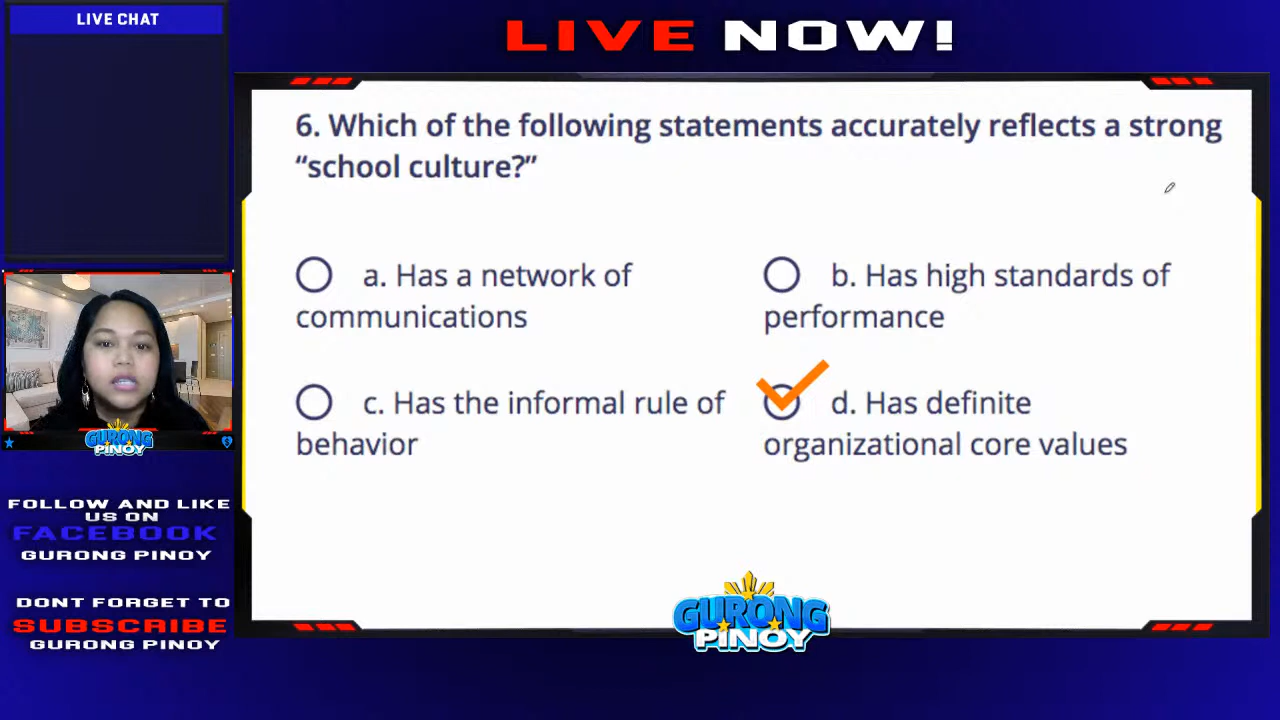 LIVE CHAT
LIVE NOW!
6. Which of the following statements accurately reflects a strong
“school culture?”
a. Has a network of
communications
b. Has high standards of
performance
c. Has the informal rule of
behavior
d. Has definite
organizational core values
GURONG
PINOY
FOLLOW AND LIKE
US ON
FACEBOOK
GURONG PINOY
DONT FORGET TO
SUBSCRIBE
GURONG PINOY
GURONG
PINOY